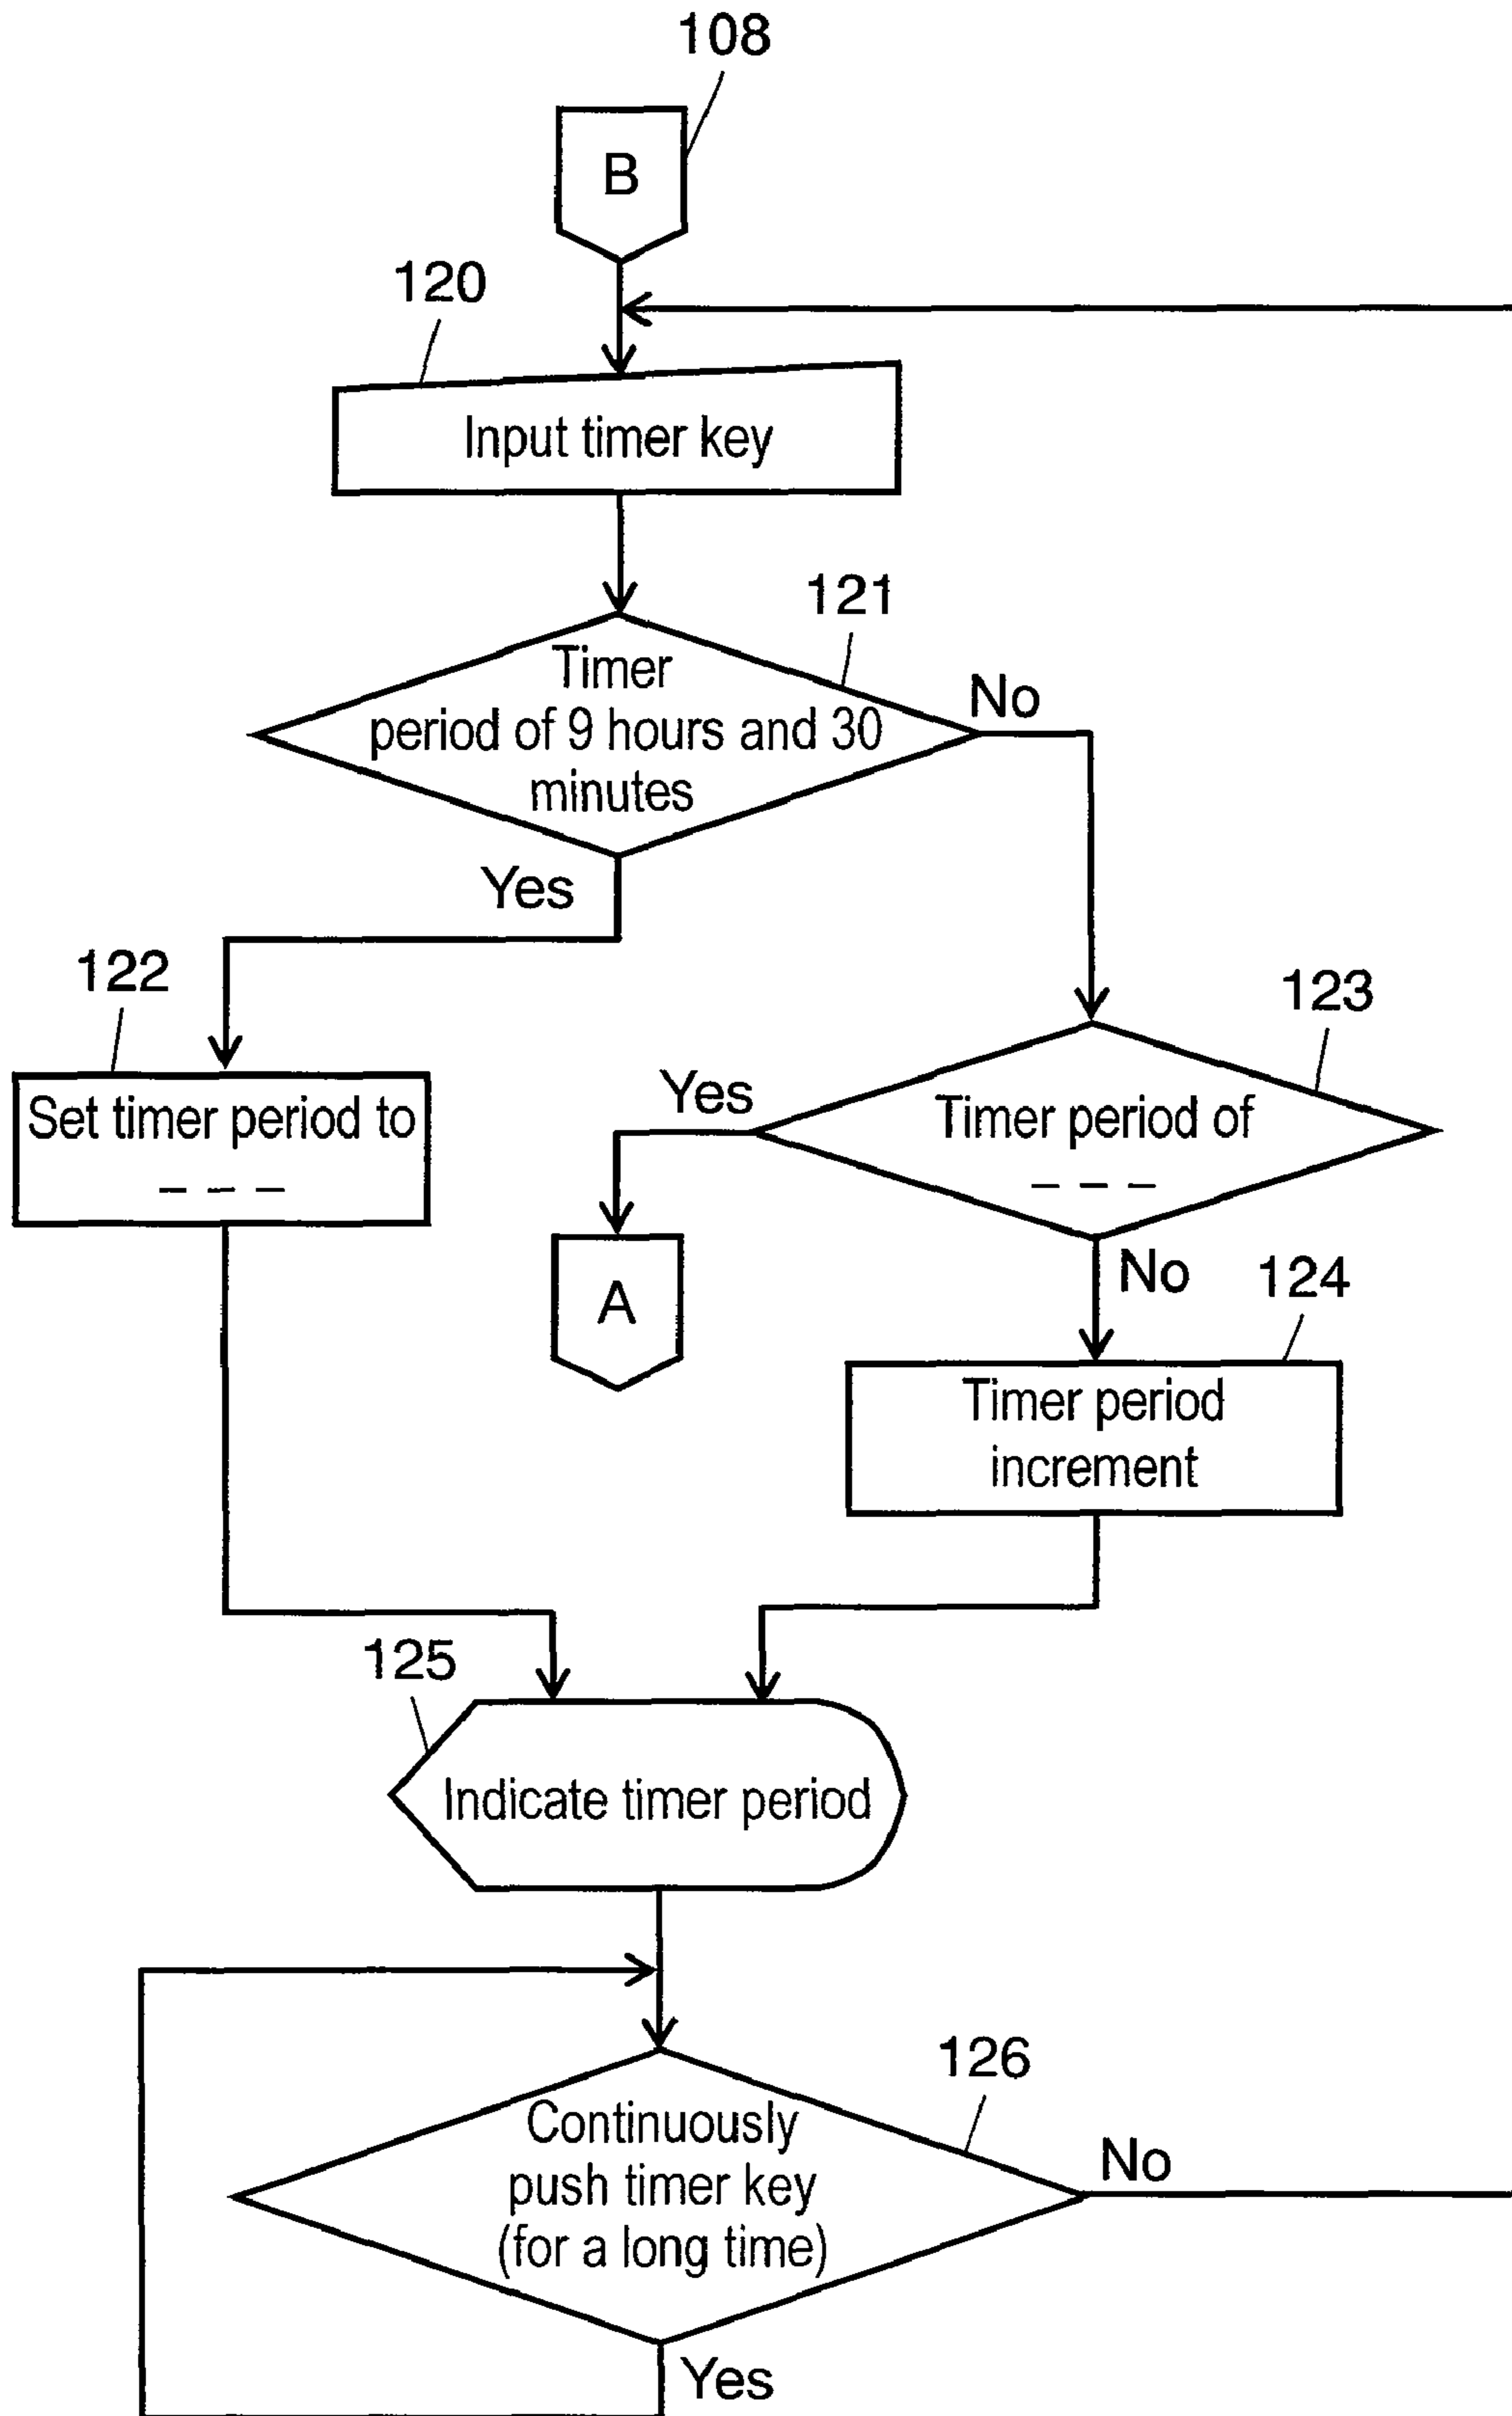 108
B
120
Input timer key
121
Timer
period of 9 hours and 30
minutes
No
Yes
122
Set timer period to
– – –
123
Yes
Timer period of
– – –
A
No
124
Timer period
increment
125
Indicate timer period
126
Continuously
push timer key
(for a long time)
No
Yes